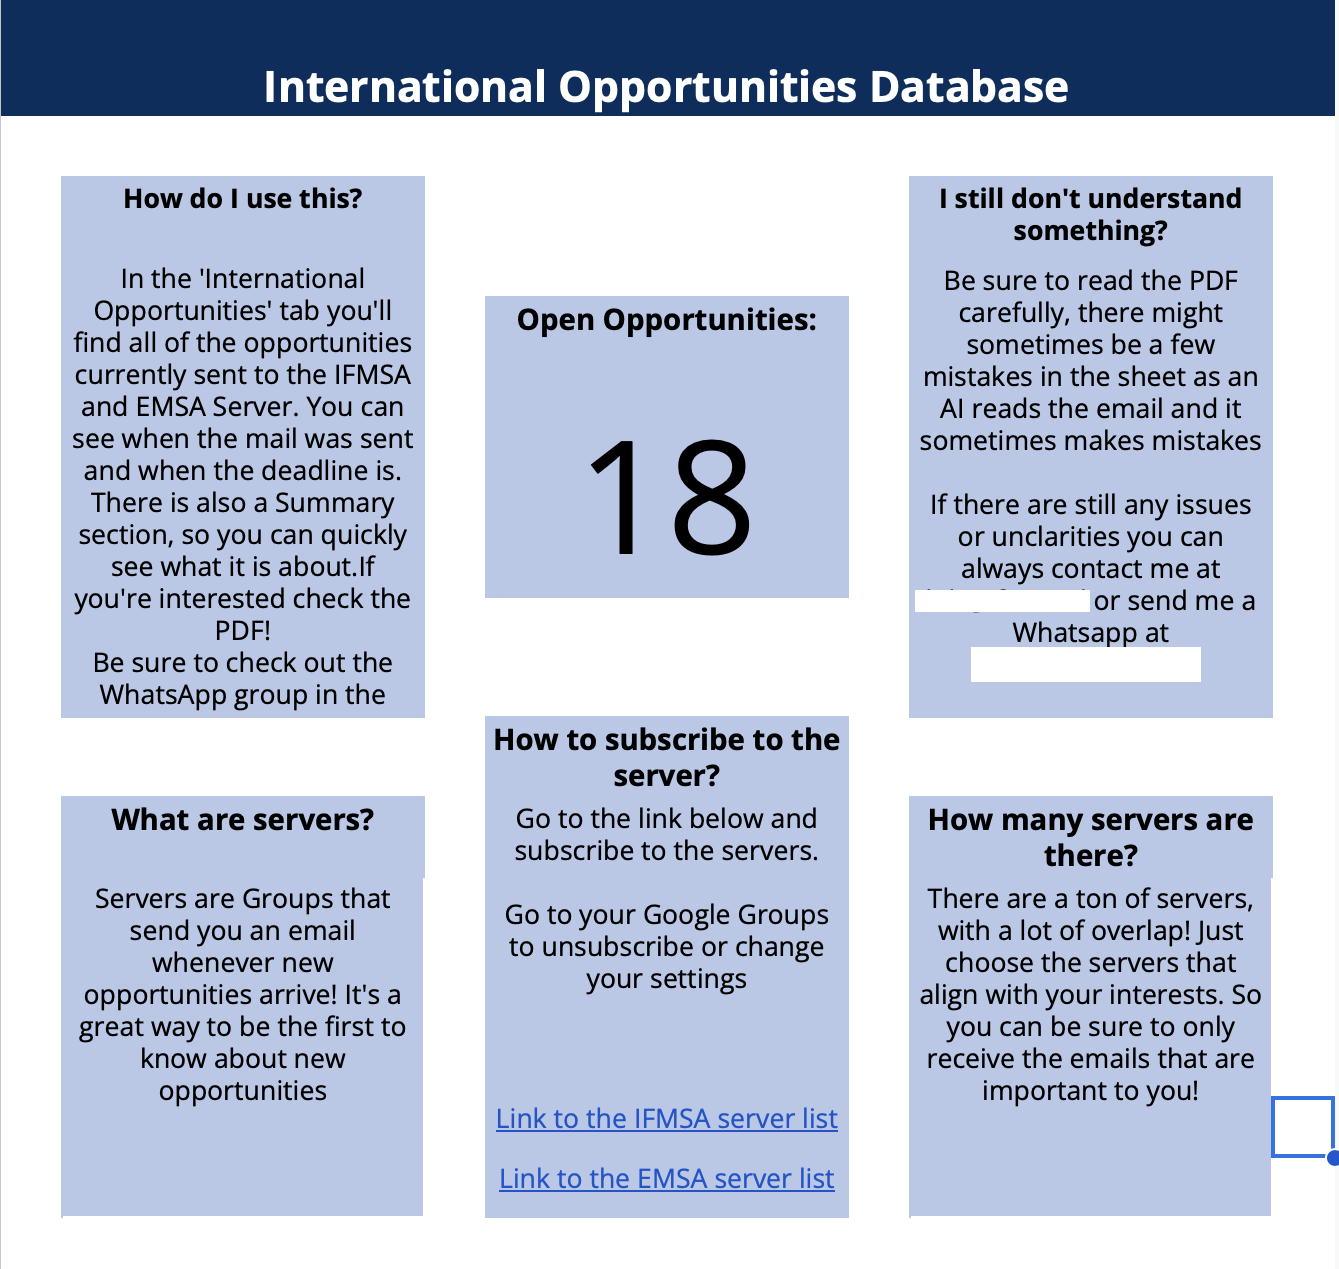 International Opportunities Database
How do I use this?
In the 'International
Opportunities' tab you'll
find all of the opportunities
currently sent to the IFMSA
and EMSA Server. You can
see when the mail was sent
and when the deadline is.
There is also a Summary
section, so you can quickly
see what it is about.If
you're interested check the
PDF!
Be sure to check out the
WhatsApp group in the
Open Opportunities:
18
I still don't understand
something?
Be sure to read the PDF
carefully, there might
sometimes be a few
mistakes in the sheet as an
AI reads the email and it
sometimes makes mistakes
If there are still any issues
or unclarities you can
always contact me at
or send me a
Whatsapp at
What are servers?
Servers are Groups that
send you an email
whenever new
opportunities arrive! It's a
great way to be the first to
know about new
opportunities
How to subscribe to the
server?
Go to the link below and
subscribe to the servers.
Go to your Google Groups
to unsubscribe or change
your settings
Link to the IFMSA server list
Link to the EMSA server list
How many servers are
there?
There are a ton of servers,
with a lot of overlap! Just
choose the servers that
align with your interests. So
you can be sure to only
receive the emails that are
important to you!